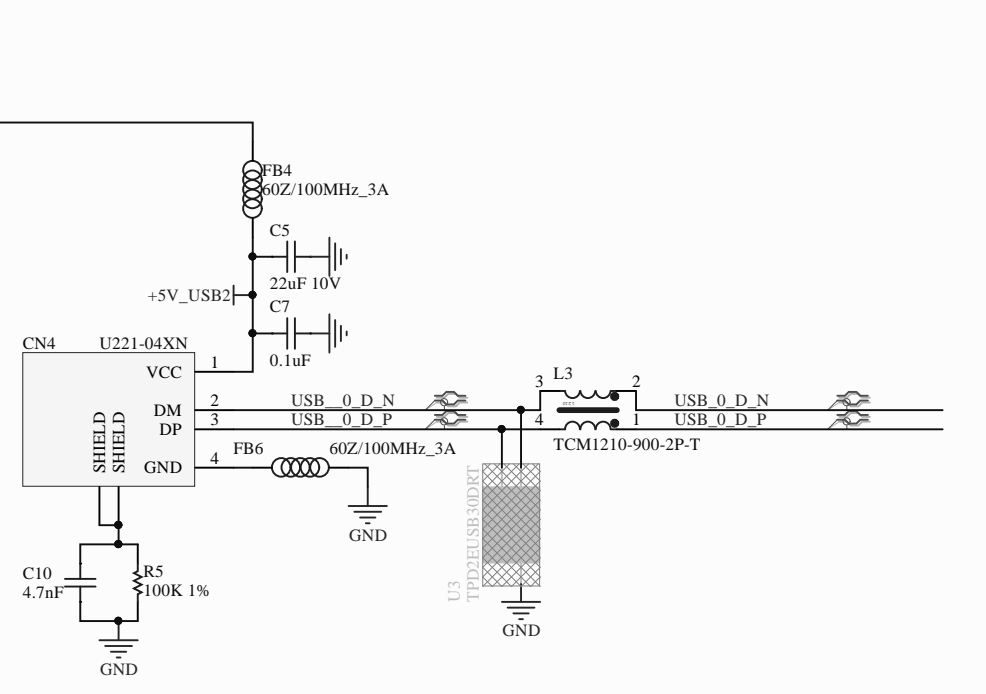 FB4
60Z/100MHz_3A
C5
22uF 10V
+5V_USB2
C7
0.1uF
CN4
U221-04XN
VCC
1
DM
2
USB__0_D_N
DP
3
USB__0_D_P
3
L3
2
USB_0_D_N
4
1
USB_0_D_P
TCM1210-900-2P-T
SHIELD
SHIELD
GND
4
FB6
60Z/100MHz_3A
GND
U3
TPD2EUSB30DRT
GND
C10
4.7nF
R5
100K 1%
GND